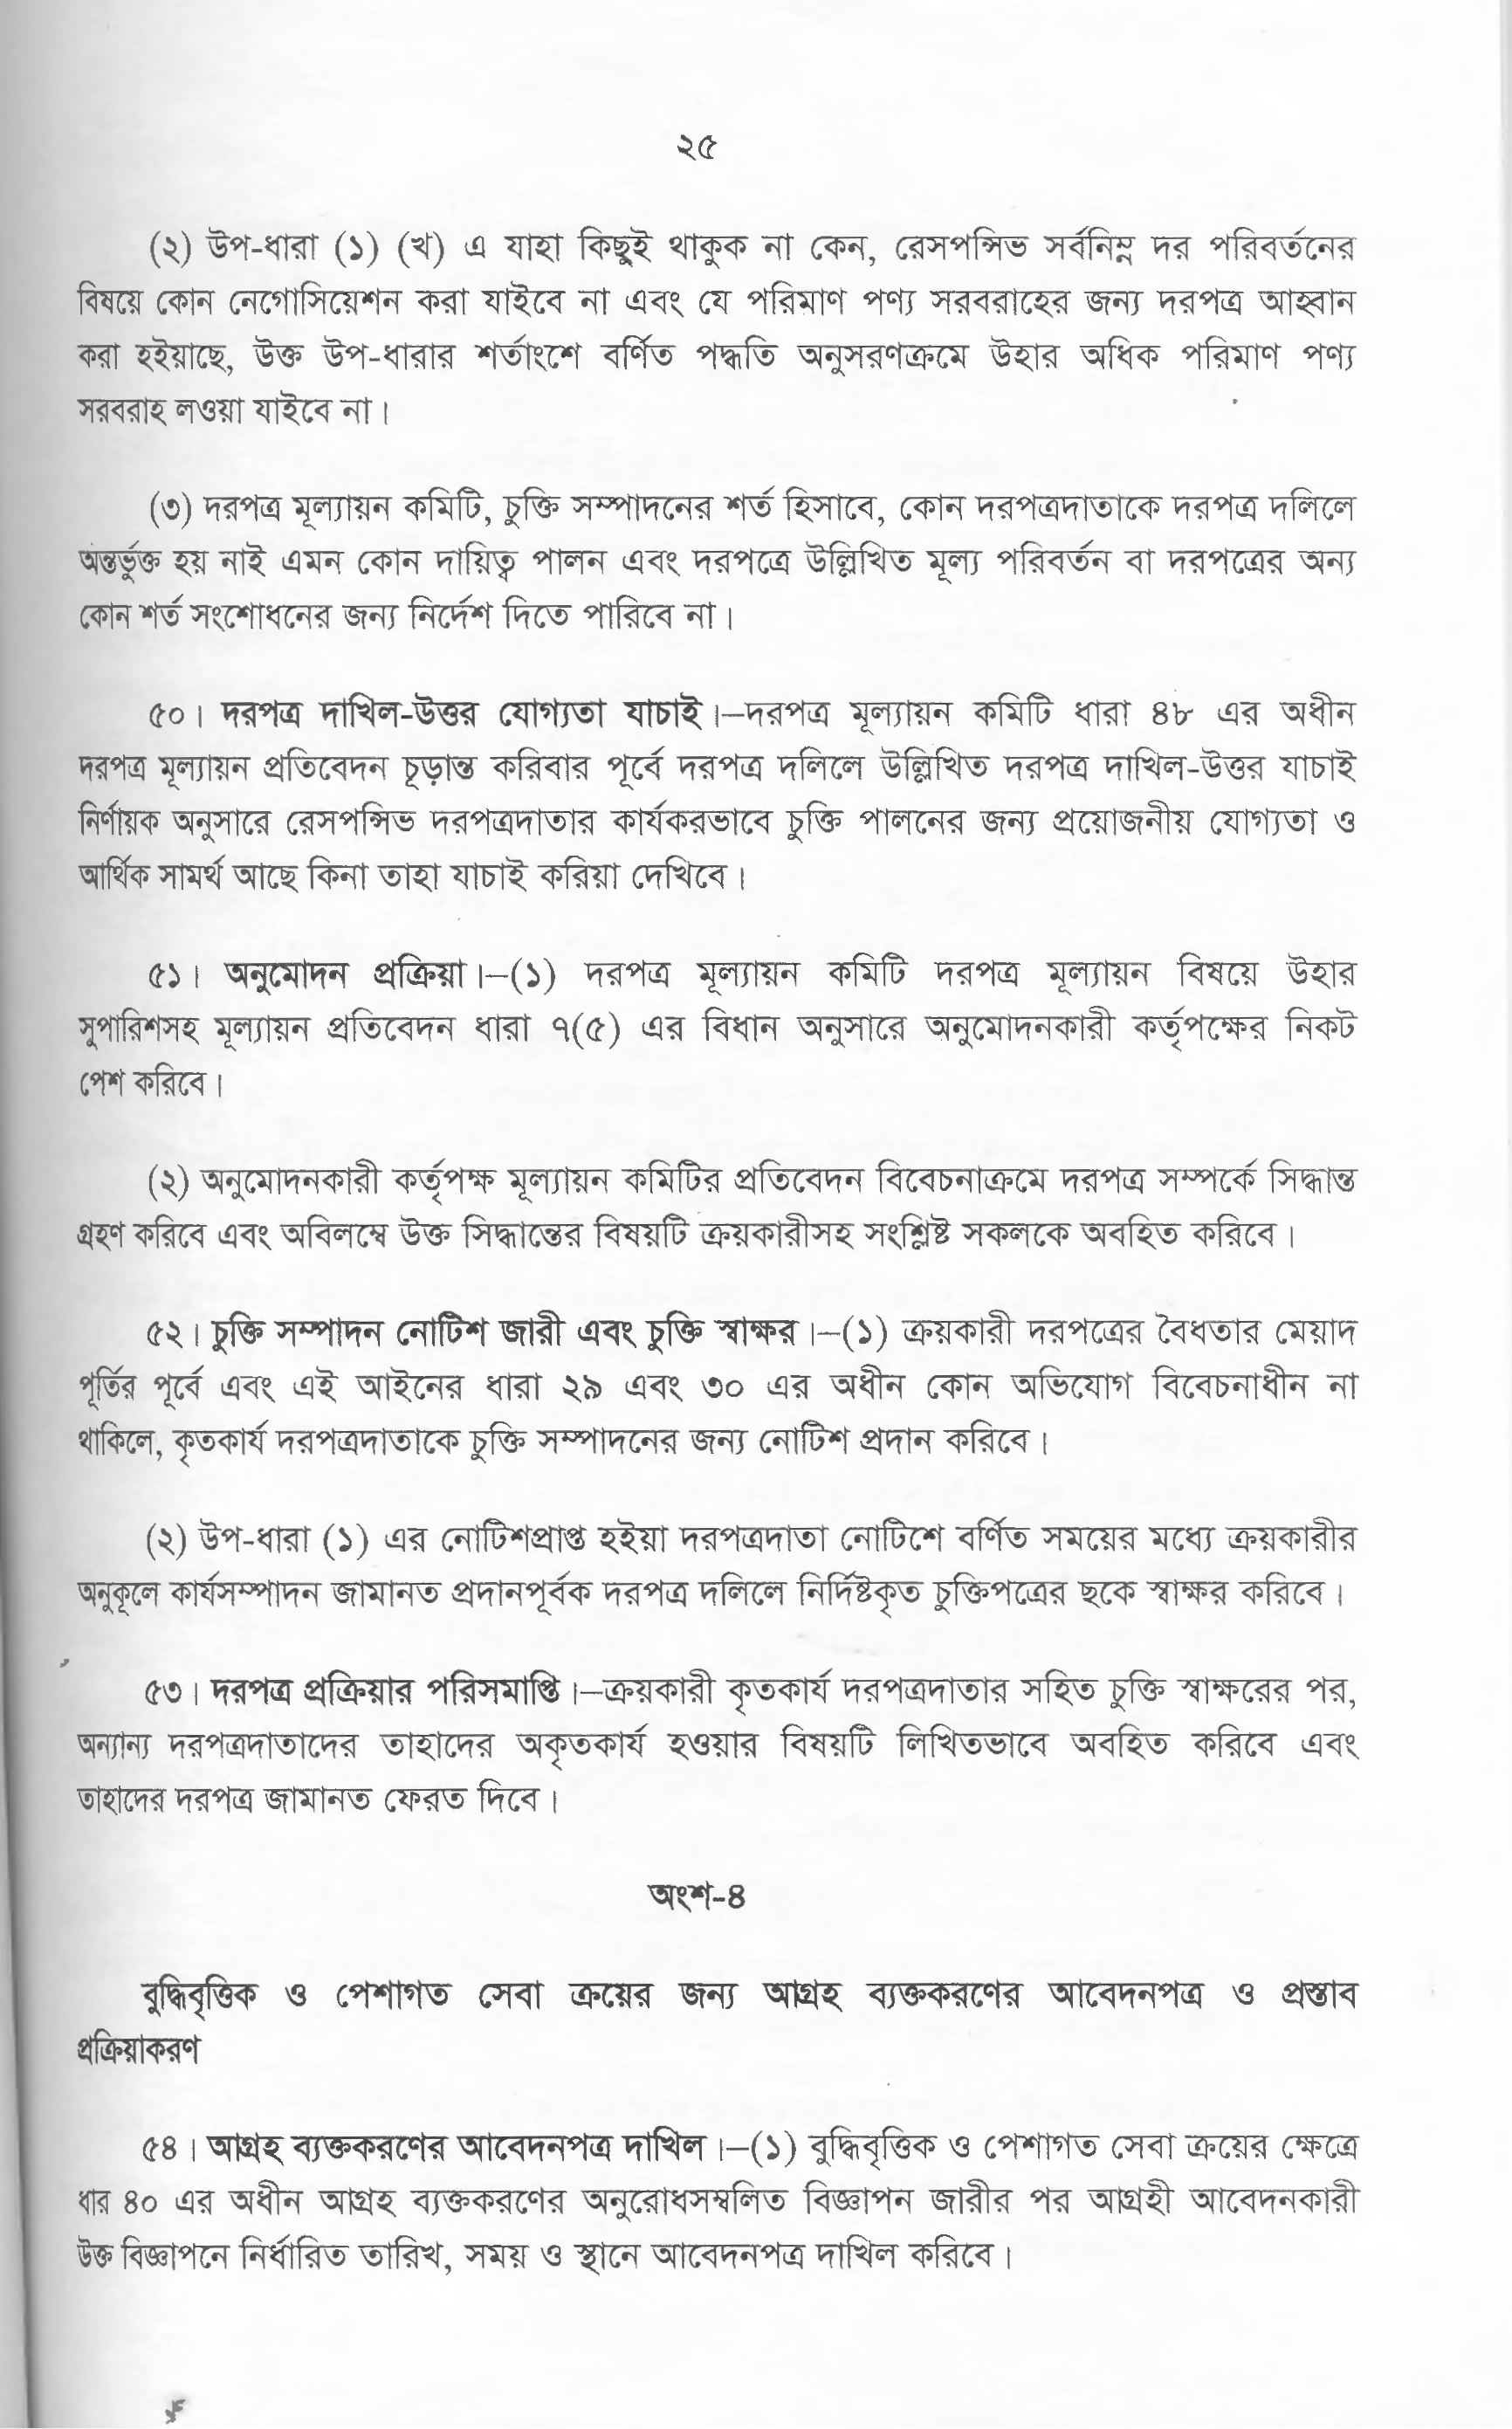 ২৫
(২) উপ-ধারা (১) (খ) এ যাহা কিছুই থাকুক না কেন, রেসপন্সিভ সর্বনিম্ন দর পরিবর্তনের
বিষয়ে কোন নেগোসিয়েশন করা যাইবে না এবং যে পরিমাণ পণ্য সরবরাহের জন্য দরপত্র আহ্বান
করা হইয়াছে, উক্ত উপ-ধারার শর্তাংশে বর্ণিত পদ্ধতি অনুসরণক্রমে উহার অধিক পরিমাণ পণ্য
সরবরাহ লওয়া যাইবে না।
(৩) দরপত্র মূল্যায়ন কমিটি, চুক্তি সম্পাদনের শর্ত হিসাবে, কোন দরপত্রদাতাকে দরপত্র দলিলে
অন্তর্ভুক্ত হয় নাই এমন কোন দায়িত্ব পালন এবং দরপত্রে উল্লিখিত মূল্য পরিবর্তন বা দরপত্রের অন্য
কোন শর্ত সংশোধনের জন্য নির্দেশ দিতে পারিবে না।
৫০। দরপত্র দাখিল-উত্তর যোগ্যতা যাচাই।–দরপত্র মূল্যায়ন কমিটি ধারা ৪৮ এর অধীন
দরপত্র মূল্যায়ন প্রতিবেদন চূড়ান্ত করিবার পূর্বে দরপত্র দলিলে উল্লিখিত দরপত্র দাখিল-উত্তর যাচাই
নির্ণায়ক অনুসারে রেসপন্সিভ দরপত্রদাতার কার্যকরভাবে চুক্তি পালনের জন্য প্রয়োজনীয় যোগ্যতা ও
আর্থিক সামর্থ আছে কিনা তাহা যাচাই করিয়া দেখিবে।
৫১। অনুমোদন প্রক্রিয়া।–(১) দরপত্র মূল্যায়ন কমিটি দরপত্র মূল্যায়ন বিষয়ে উহার
সুপারিশসহ মূল্যায়ন প্রতিবেদন ধারা ৭(৫) এর বিধান অনুসারে অনুমোদনকারী কর্তৃপক্ষের নিকট
পেশ করিবে।
(২) অনুমোদনকারী কর্তৃপক্ষ মূল্যায়ন কমিটির প্রতিবেদন বিবেচনাক্রমে দরপত্র সম্পর্কে সিদ্ধান্ত
গ্রহণ করিবে এবং অবিলম্বে উক্ত সিদ্ধান্তের বিষয়টি ক্রয়কারীসহ সংশ্লিষ্ট সকলকে অবহিত করিবে।
৫২। চুক্তি সম্পাদন নোটিশ জারী এবং চুক্তি স্বাক্ষর।–(১) ক্রয়কারী দরপত্রের বৈধতার মেয়াদ
পূর্তির পূর্বে এবং এই আইনের ধারা ২৯ এবং ৩০ এর অধীন কোন অভিযোগ বিবেচনাধীন না
থাকিলে, কৃতকার্য দরপত্রদাতাকে চুক্তি সম্পাদনের জন্য নোটিশ প্রদান করিবে।
(২) উপ-ধারা (১) এর নোটিশপ্রাপ্ত হইয়া দরপত্রদাতা নোটিশে বর্ণিত সময়ের মধ্যে ক্রয়কারীর
অনুকূলে কার্যসম্পাদন জামানত প্রদানপূর্বক দরপত্র দলিলে নির্দিষ্টকৃত চুক্তিপত্রের ছকে স্বাক্ষর করিবে।
৫৩। দরপত্র প্রক্রিয়ার পরিসমাপ্তি।–ক্রয়কারী কৃতকার্য দরপত্রদাতার সহিত চুক্তি স্বাক্ষরের পর,
অন্যান্য দরপত্রদাতাদের তাহাদের অকৃতকার্য হওয়ার বিষয়টি লিখিতভাবে অবহিত করিবে এবং
তাহাদের দরপত্র জামানত ফেরত দিবে।
অংশ-৪
বুদ্ধিবৃত্তিক ও পেশাগত সেবা ক্রয়ের জন্য আগ্রহ ব্যক্তকরণের আবেদনপত্র ও প্রস্তাব
প্রক্রিয়াকরণ
৫৪। আগ্রহ ব্যক্তকরণের আবেদনপত্র দাখিল।–(১) বুদ্ধিবৃত্তিক ও পেশাগত সেবা ক্রয়ের ক্ষেত্রে
ধার ৪০ এর অধীন আগ্রহ ব্যক্তকরণের অনুরোধসম্বলিত বিজ্ঞাপন জারীর পর আগ্রহী আবেদনকারী
উক্ত বিজ্ঞাপনে নির্ধারিত তারিখ, সময় ও স্থানে আবেদনপত্র দাখিল করিবে।